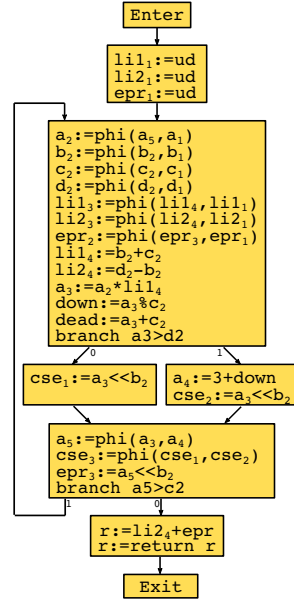 Enter
li1₁:=ud
li2₁:=ud
epr₁:=ud
a₂:=phi(a₅,a₁)
b₂:=phi(b₂,b₁)
c₂:=phi(c₂,c₁)
d₂:=phi(d₂,d₁)
li1₃:=phi(li1₄,li1₁)
li2₃:=phi(li2₄,li2₁)
epr₂:=phi(epr₃,epr₁)
li1₄:=b₂+c₂
li2₄:=d₂-b₂
a₃:=a₂*li1₄
down:=a₃%c₂
dead:=a₃+c₂
branch a3>d2
0 1
cse₁:=a₃<<b₂
a₄:=3+down
cse₂:=a₃<<b₂
a₅:=phi(a₃,a₄)
cse₃:=phi(cse₁,cse₂)
epr₃:=a₅<<b₂
branch a5>c2
1 0
r:=li2₄+epr
r:=return r
Exit